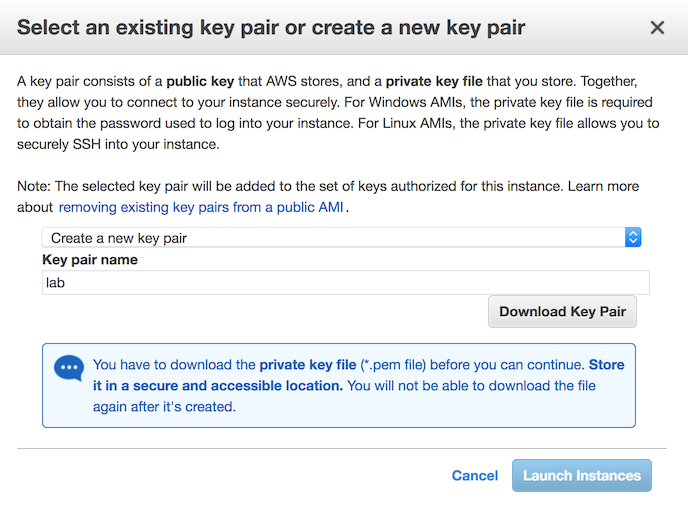 Select an existing key pair or create a new key pair
A key pair consists of a public key that AWS stores, and a private key file that you store. Together,
they allow you to connect to your instance securely. For Windows AMIs, the private key file is required
to obtain the password used to log into your instance. For Linux AMIs, the private key file allows you to
securely SSH into your instance.
Note: The selected key pair will be added to the set of keys authorized for this instance. Learn more
about removing existing key pairs from a public AMI.
Create a new key pair
Key pair name
lab
Download Key Pair
You have to download the private key file (*.pem file) before you can continue. Store
it in a secure and accessible location. You will not be able to download the file
again after it's created.
Cancel
Launch Instances